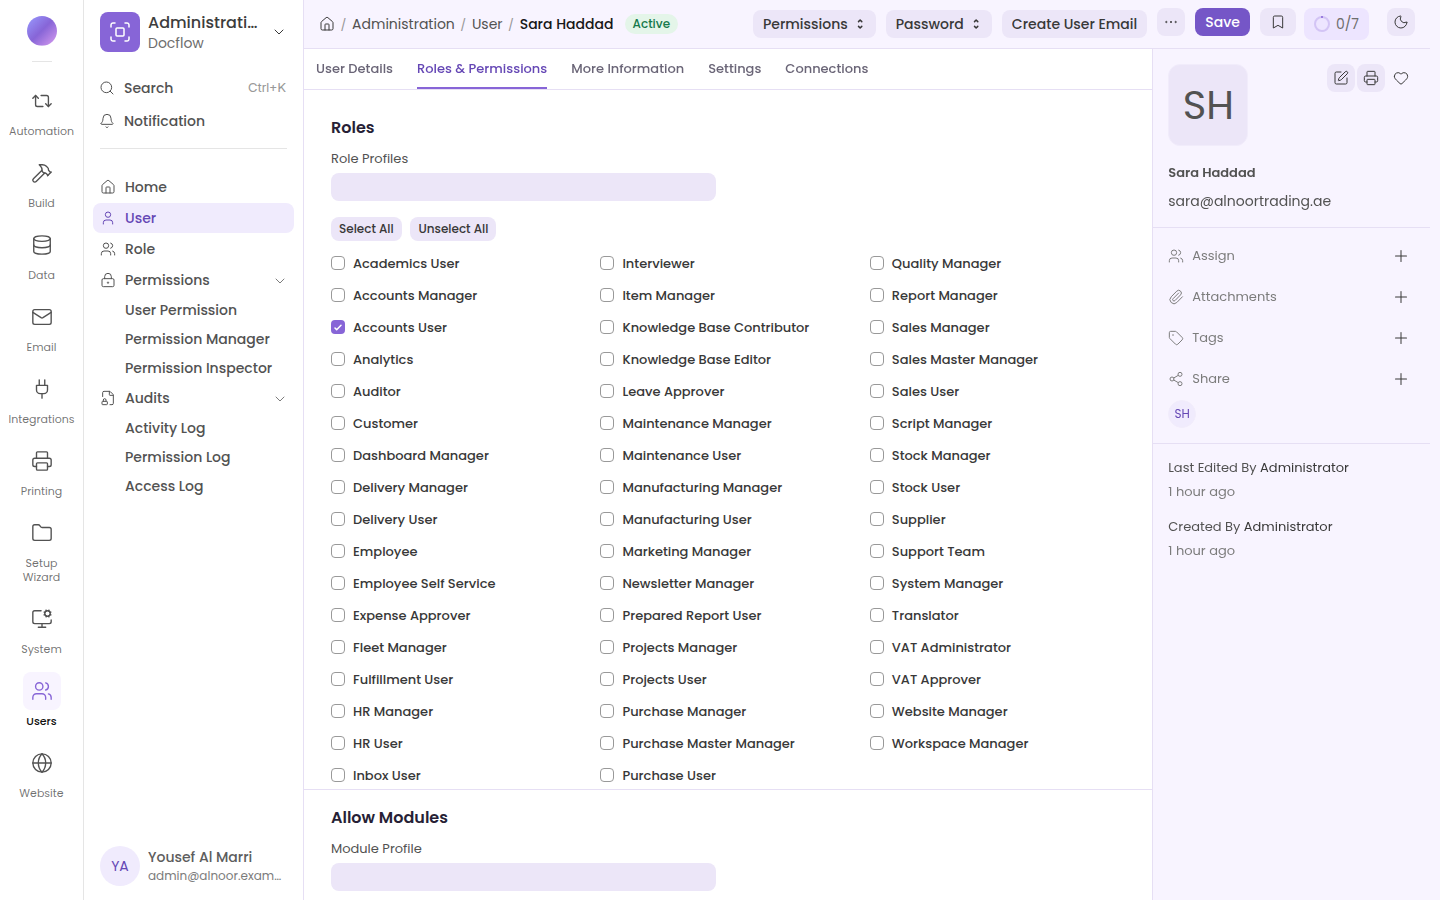 Automation
Build
Data
Email
Integrations
Printing
Setup
Wizard
System
Users
Website
Administrati...
Docflow
Search Ctrl+K
Notification
Home
User
Role
Permissions
User Permission
Permission Manager
Permission Inspector
Audits
Activity Log
Permission Log
Access Log
YA
Yousef Al Marri
admin@alnoor.exam...
/ Administration / User / Sara Haddad Active
Permissions Password Create User Email ... Save 0/7
User Details Roles & Permissions More Information Settings Connections
Roles
Role Profiles
Select All Unselect All
Academics User
Accounts Manager
Accounts User
Analytics
Auditor
Customer
Dashboard Manager
Delivery Manager
Delivery User
Employee
Employee Self Service
Expense Approver
Fleet Manager
Fulfillment User
HR Manager
HR User
Inbox User
Interviewer
Item Manager
Knowledge Base Contributor
Knowledge Base Editor
Leave Approver
Maintenance Manager
Maintenance User
Manufacturing Manager
Manufacturing User
Marketing Manager
Newsletter Manager
Prepared Report User
Projects Manager
Projects User
Purchase Manager
Purchase Master Manager
Purchase User
Quality Manager
Report Manager
Sales Manager
Sales Master Manager
Sales User
Script Manager
Stock Manager
Stock User
Supplier
Support Team
System Manager
Translator
VAT Administrator
VAT Approver
Website Manager
Workspace Manager
Allow Modules
Module Profile
SH
Sara Haddad
sara@alnoortrading.ae
Assign
Attachments
Tags
Share
SH
Last Edited By Administrator
1 hour ago
Created By Administrator
1 hour ago